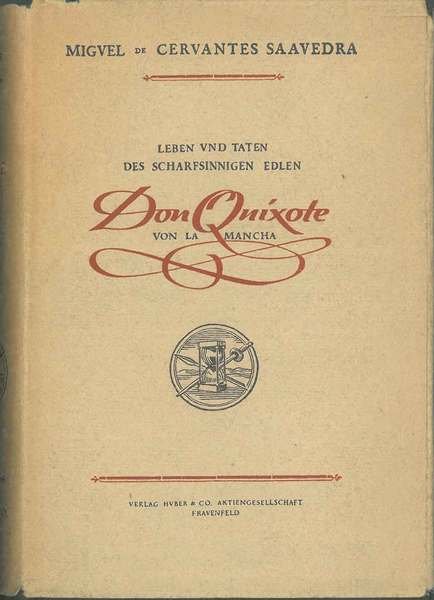 MIGVEL DE CERVANTES SAAVEDRA
LEBEN VND TATEN
DES SCHARFSINNIGEN EDLEN
Don Quixote
VON LA MANCHA
VERLAG HVBER & CO. AKTIENGESELLSCHAFT
FRAVENFELD